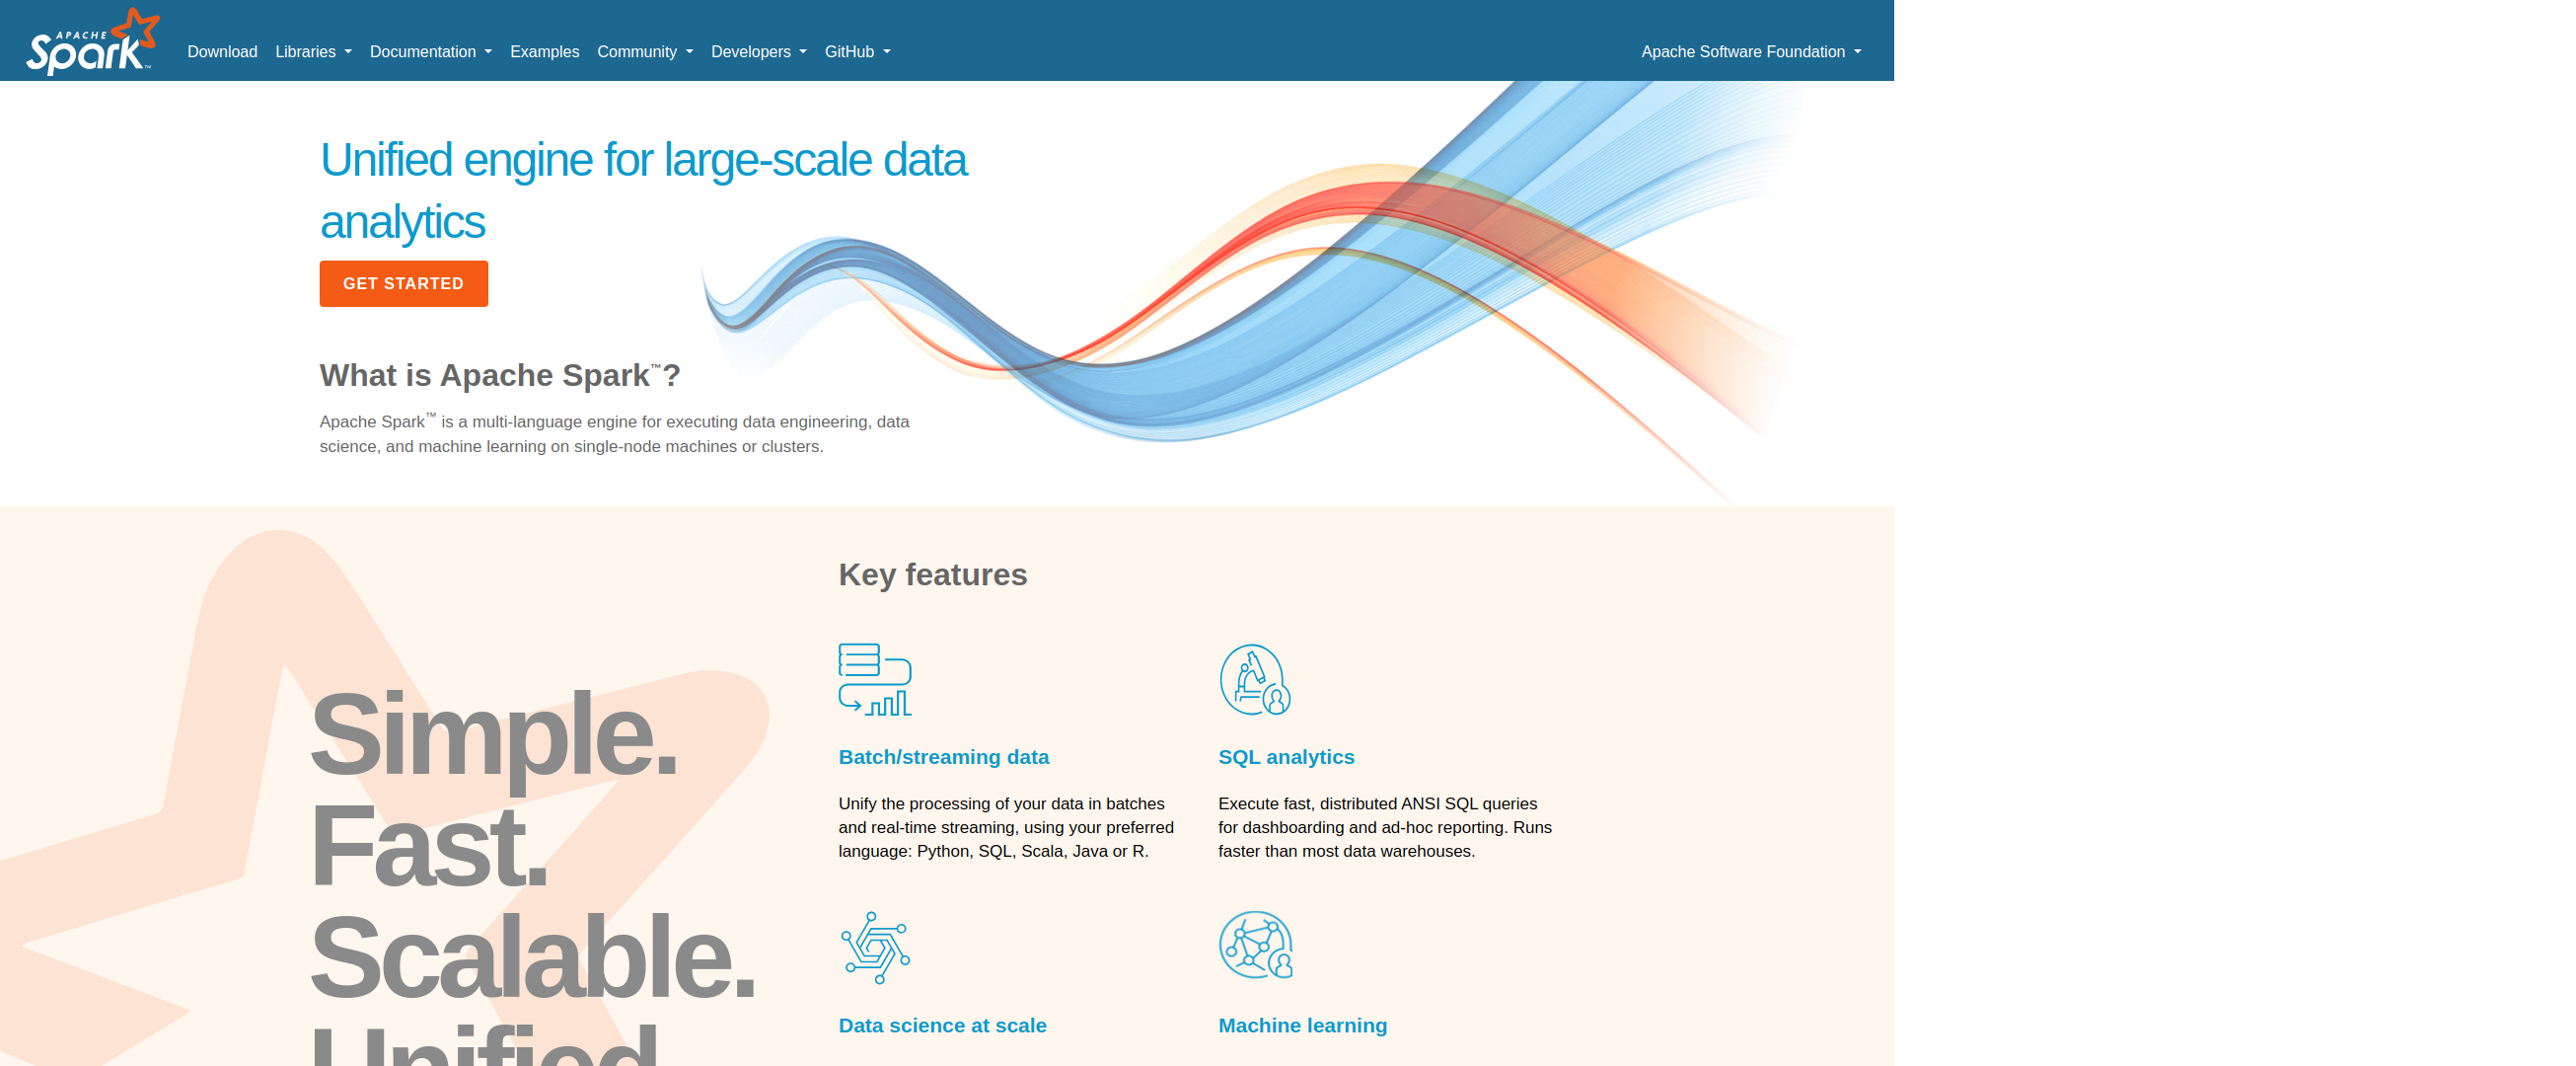 APACHE
Spark™
Download Libraries Documentation Examples Community Developers GitHub Apache Software Foundation
Unified engine for large-scale data
analytics
GET STARTED
What is Apache Spark™?
Apache Spark™ is a multi-language engine for executing data engineering, data
science, and machine learning on single-node machines or clusters.
Simple.
Fast.
Scalable.
Unified.
Key features
Batch/streaming data
Unify the processing of your data in batches
and real-time streaming, using your preferred
language: Python, SQL, Scala, Java or R.
SQL analytics
Execute fast, distributed ANSI SQL queries
for dashboarding and ad-hoc reporting. Runs
faster than most data warehouses.
Data science at scale
Machine learning